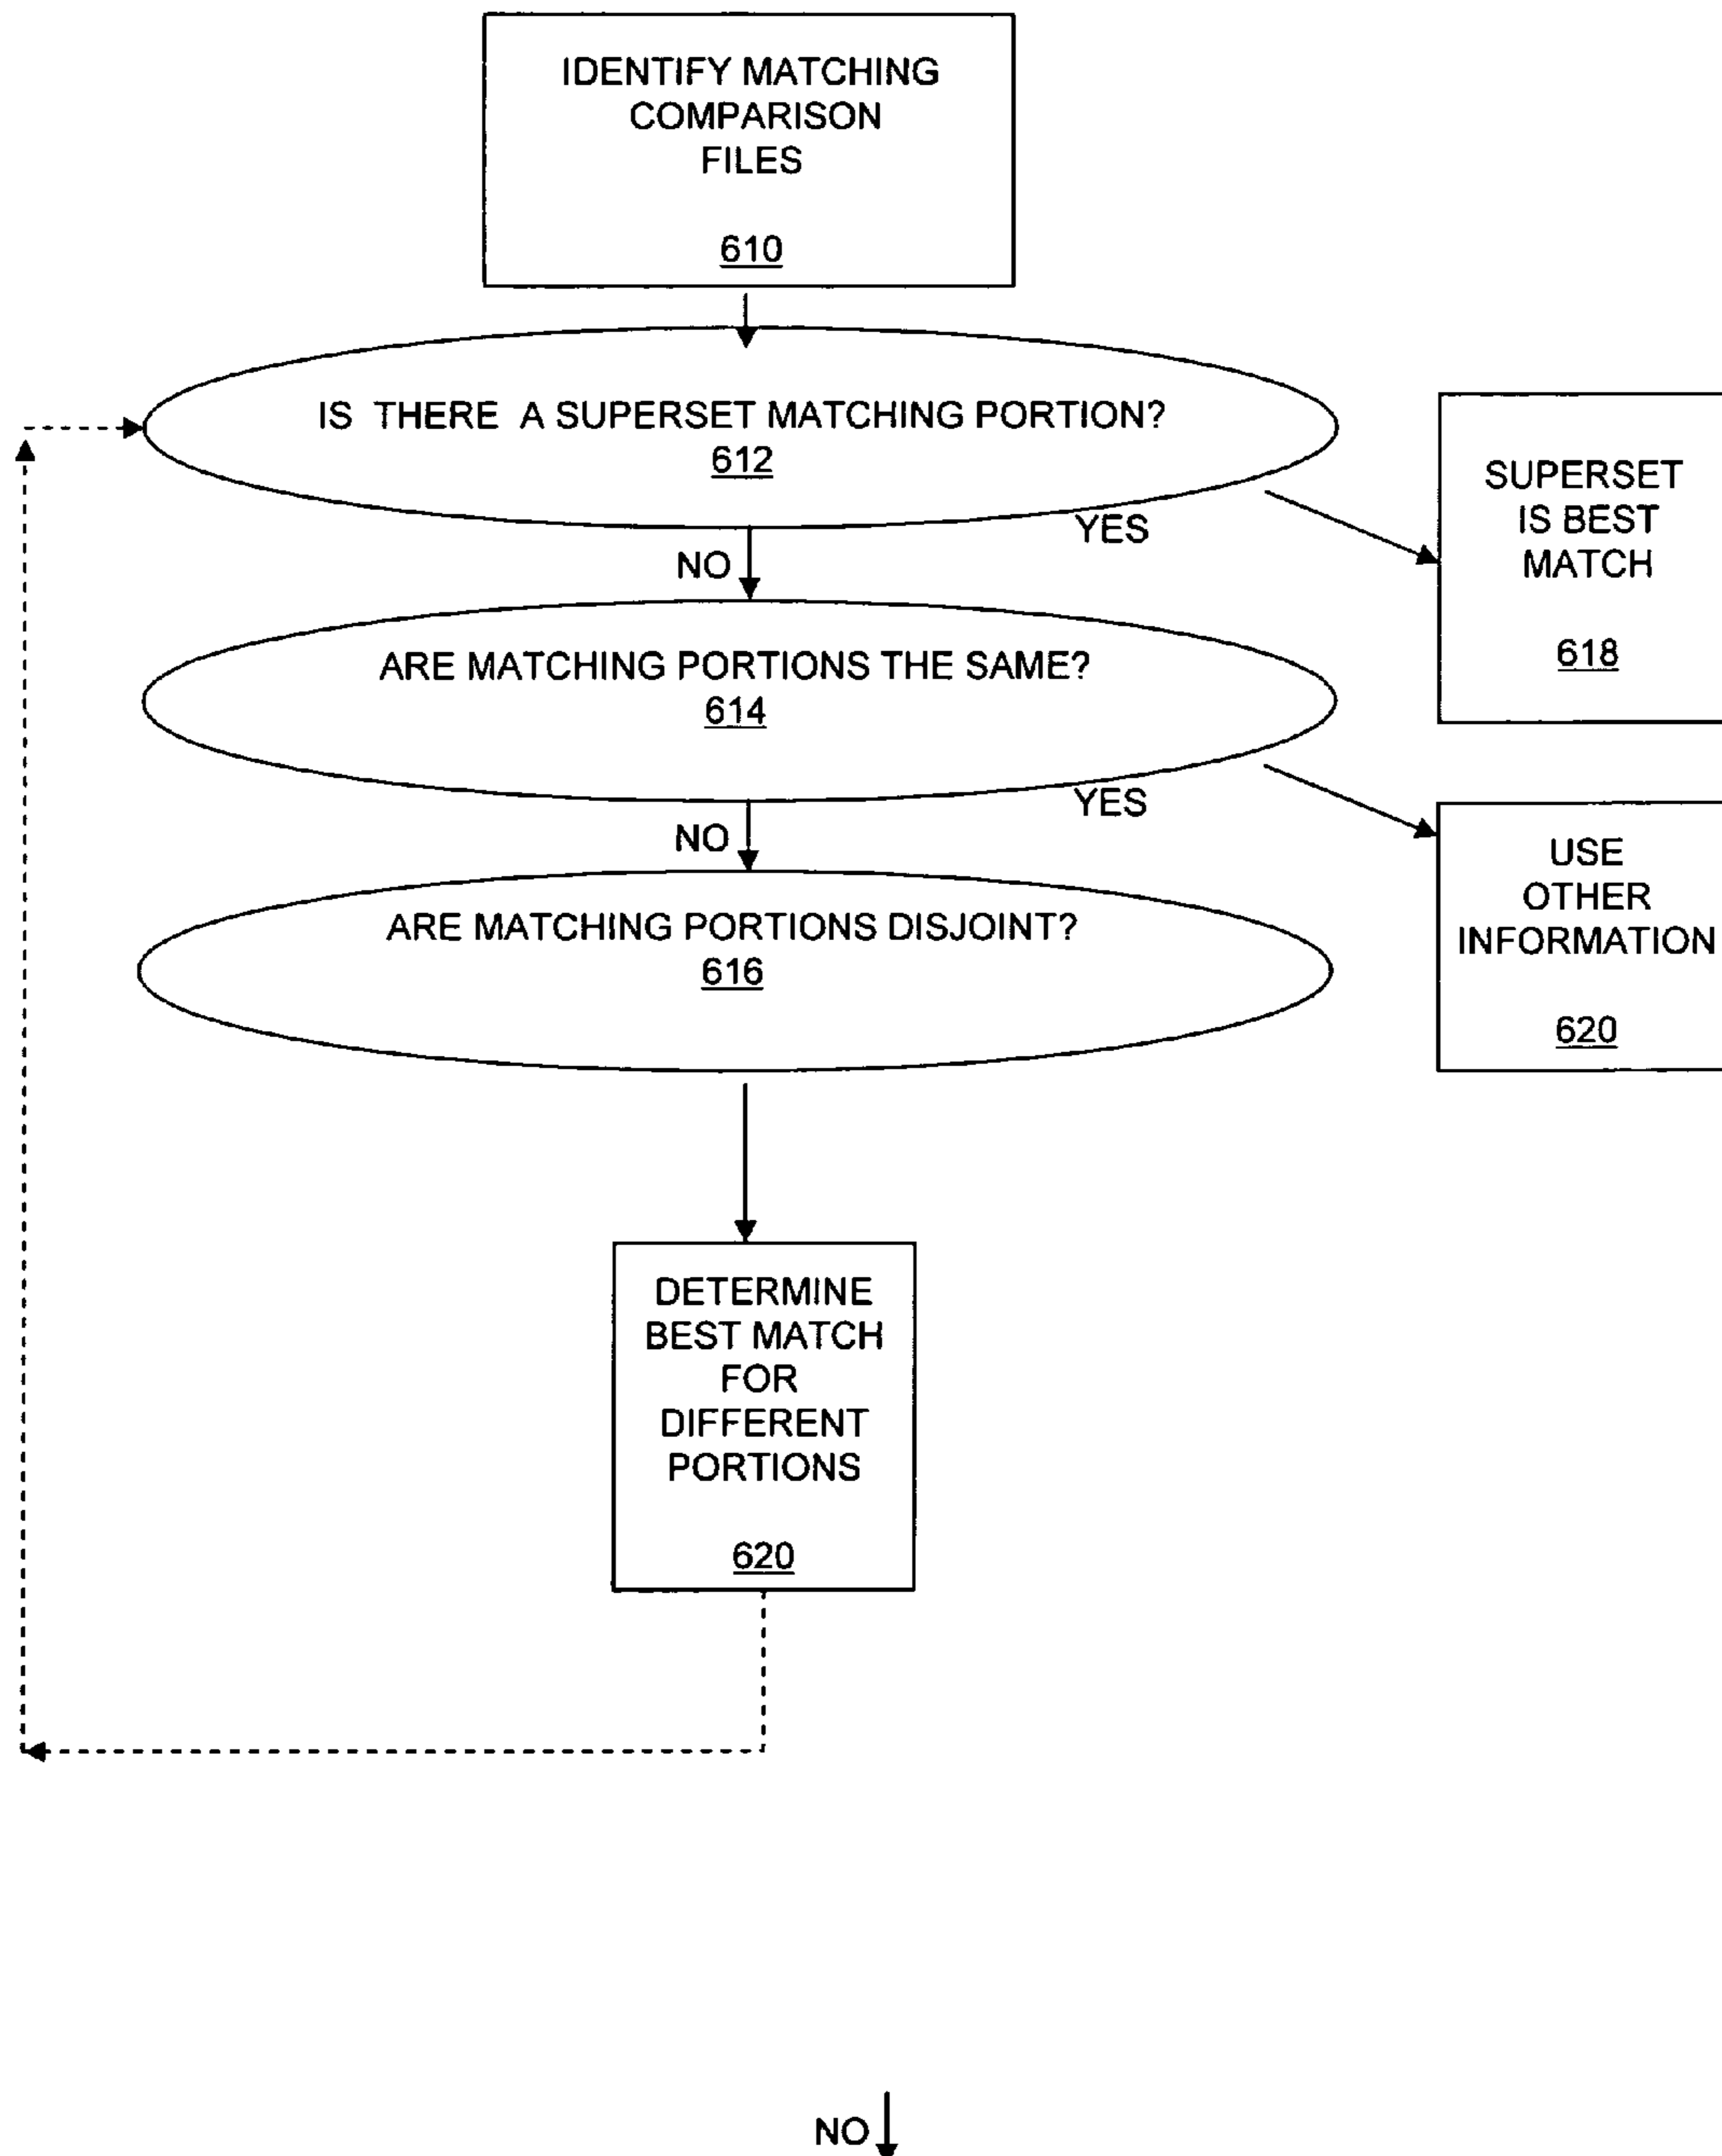 IDENTIFY MATCHING
COMPARISON
FILES
610
IS THERE A SUPERSET MATCHING PORTION?
612
YES
NO
SUPERSET
IS BEST
MATCH
618
ARE MATCHING PORTIONS THE SAME?
614
YES
NO
USE
OTHER
INFORMATION
620
ARE MATCHING PORTIONS DISJOINT?
616
DETERMINE
BEST MATCH
FOR
DIFFERENT
PORTIONS
620
NO